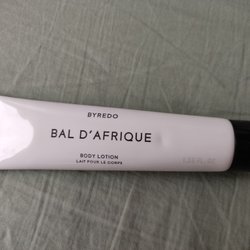 BYREDO
BAL D'AFRIQUE
BODY LOTION
LAIT POUR LE CORPS